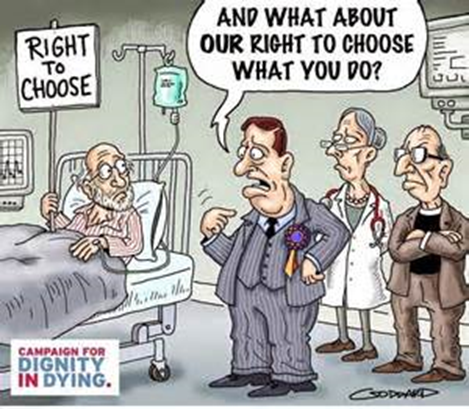 RIGHT
TO
CHOOSE
AND WHAT ABOUT
OUR RIGHT TO CHOOSE
WHAT YOU DO?
CAMPAIGN FOR
DIGNITY
IN DYING.
GODDARD